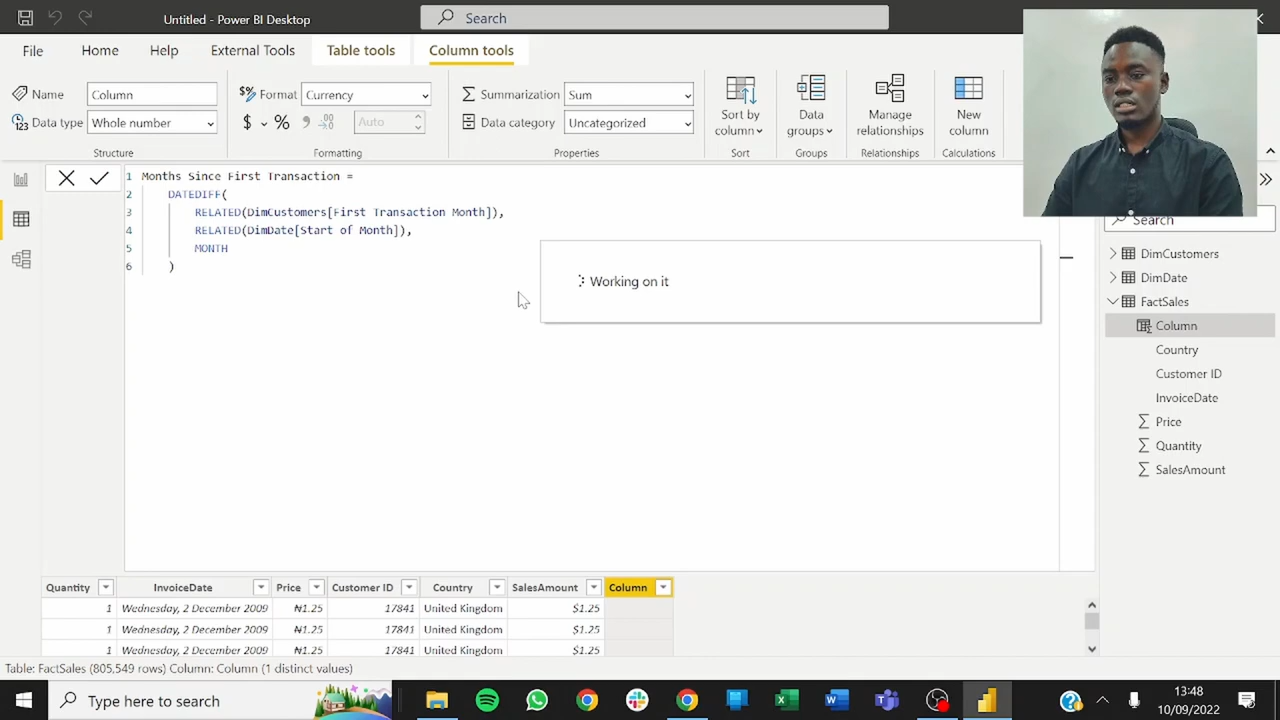 Untitled - Power BI Desktop
Search
File
Home
Help
External Tools
Table tools
Column tools
Name
Column
Format
Currency
Summarization
Sum
Data type
Whole number
$
%
Auto
Data category
Uncategorized
Sort by
column
Data
groups
Manage
relationships
New
column
Structure
Formatting
Properties
Sort
Groups
Relationships
Calculations
1 Months Since First Transaction =
2 DATEDIFF(
3 RELATED(DimCustomers[First Transaction Month]),
4 RELATED(DimDate[Start of Month]),
5 MONTH
6 )
Working on it
Search
DimCustomers
DimDate
FactSales
Column
Country
Customer ID
InvoiceDate
Price
Quantity
SalesAmount
Quantity InvoiceDate Price Customer ID Country SalesAmount Column
1 Wednesday, 2 December 2009 ₦1.25 17841 United Kingdom $1.25
1 Wednesday, 2 December 2009 ₦1.25 17841 United Kingdom $1.25
1 Wednesday, 2 December 2009 ₦1.25 17841 United Kingdom $1.25
Table: FactSales (805,549 rows) Column: Column (1 distinct values)
Type here to search
13:48
10/09/2022